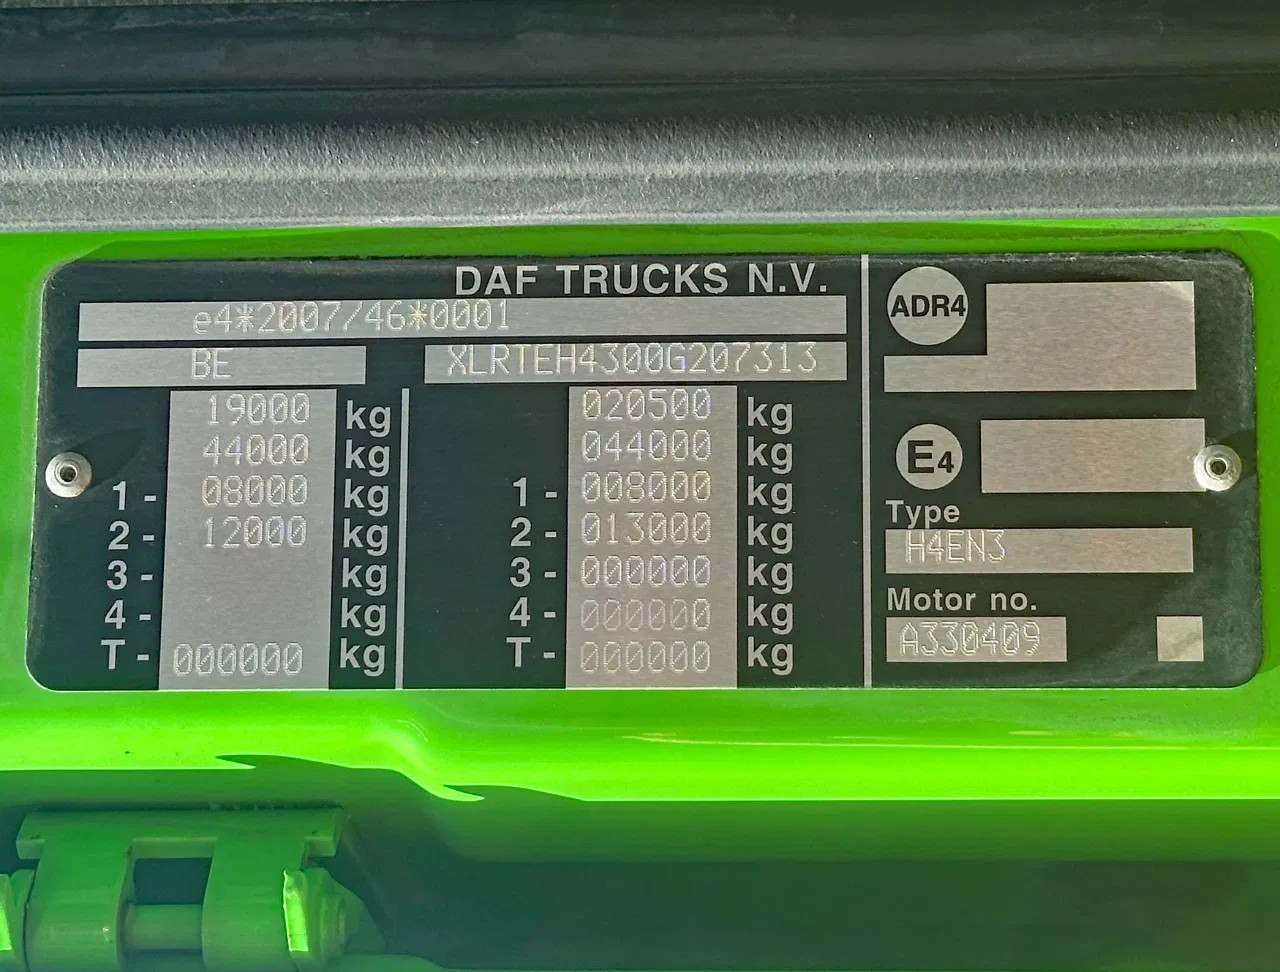 DAF TRUCKS N.V.
e4*2007/46*0001
BE XLRTEH4300G207313
19000 kg 020500 kg
44000 kg 044000 kg
1 - 08000 kg 1 - 008000 kg
2 - 12000 kg 2 - 013000 kg
3 - kg 3 - 000000 kg
4 - kg 4 - 000000 kg
T - 000000 kg T - 000000 kg
ADR4
E4
Type
H4EN3
Motor no.
A330409